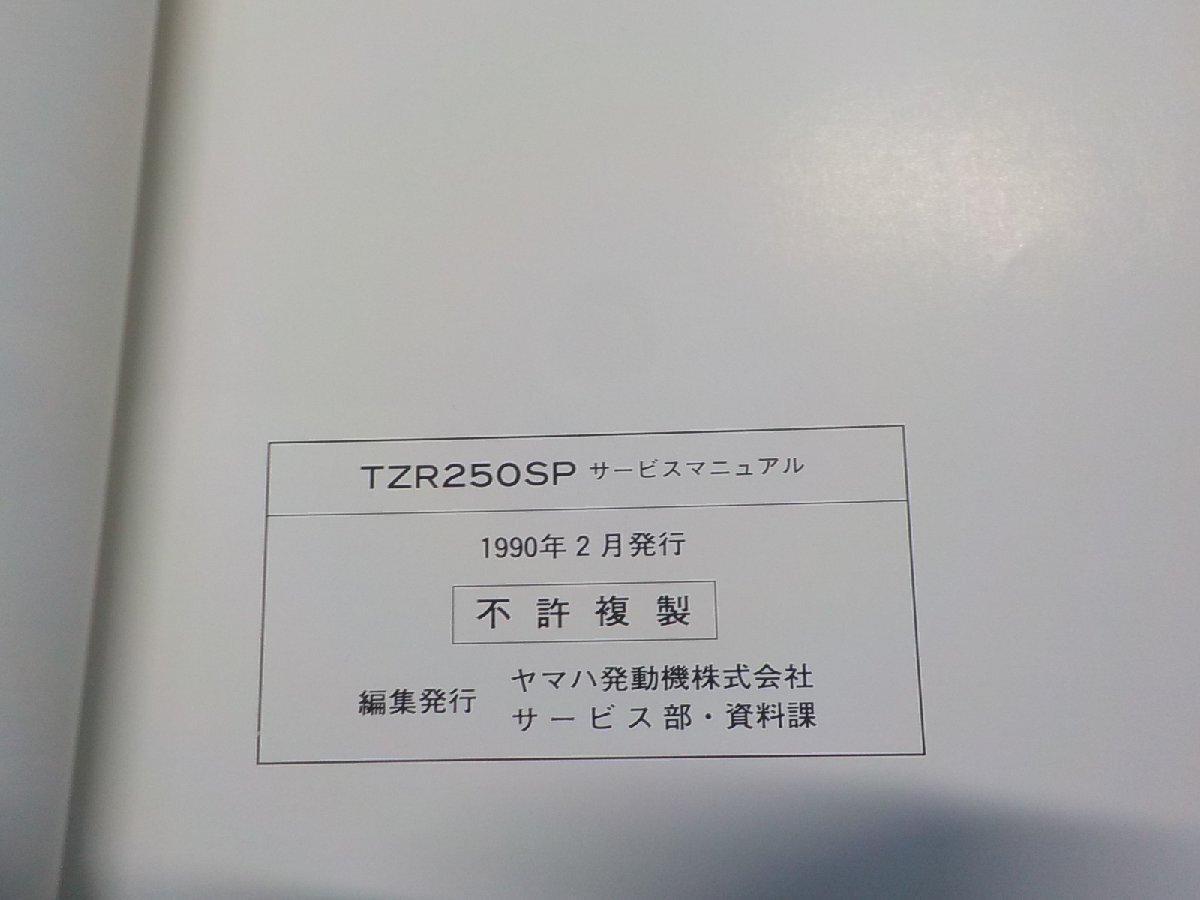 TZR250SP サービスマニュアル
1990年2月発行
不許複製
編集発行 ヤマハ発動機株式会社
サービス部・資料課